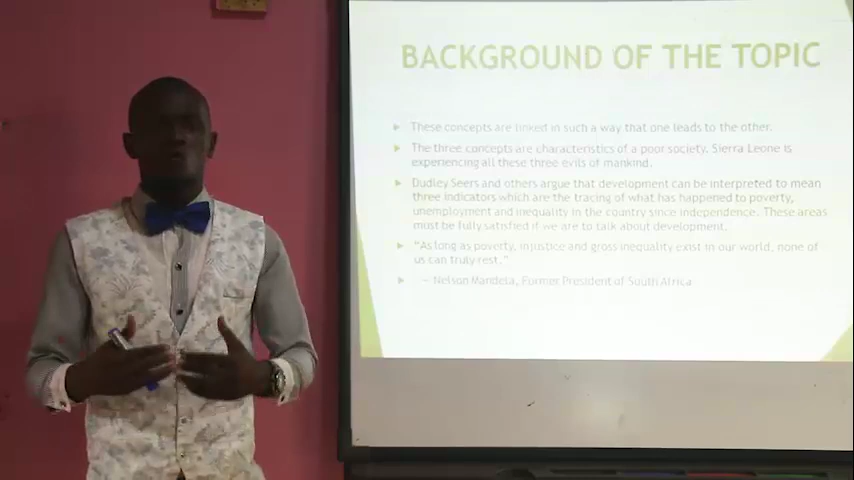 BACKGROUND OF THE TOPIC
These concepts are linked in such a way that one leads to the other.
The three concepts are characteristics of a poor society. Sierra Leone is
experiencing all these three evils of mankind.
Dudley Seers and others argue that development can be interpreted to mean
three indicators which are the tracing of what has happened to poverty,
unemployment and inequality in the country since independence. These areas
must be fully satisfied if we are to talk about development.
"As long as poverty, injustice and gross inequality exist in our world, none of
us can truly rest."
— Nelson Mandela, Former President of South Africa